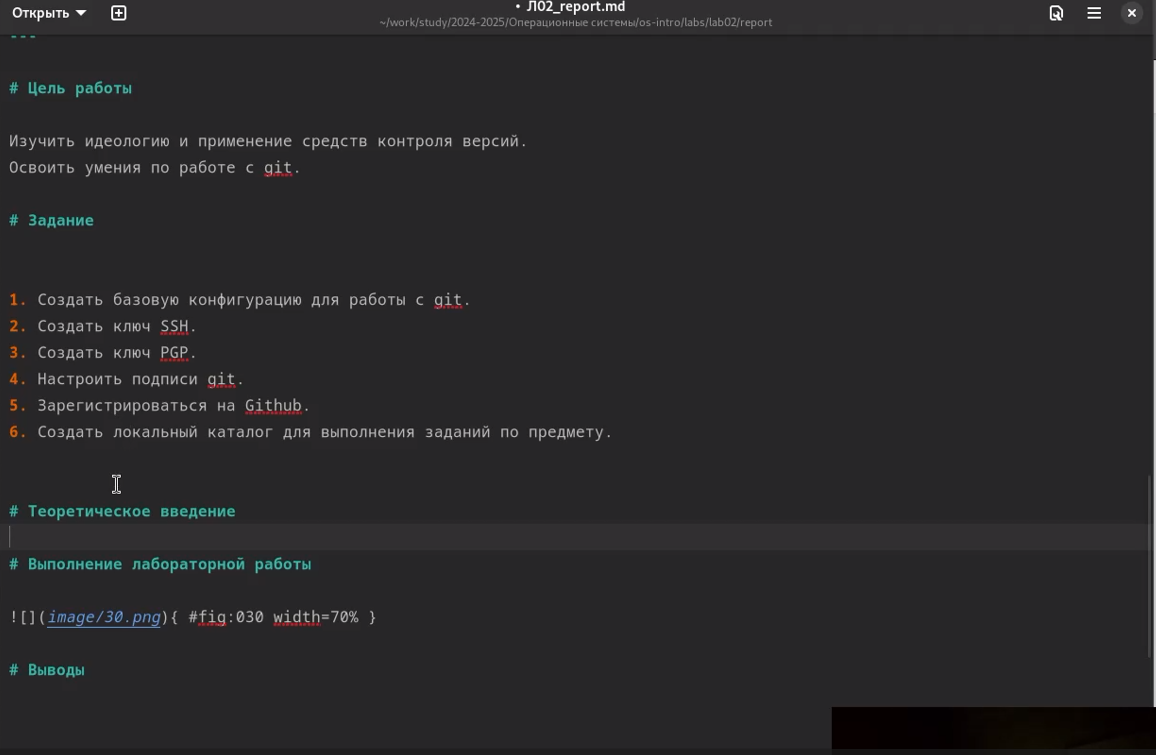 Открыть
• Л02_report.md
~/work/study/2024-2025/Операционные системы/os-intro/labs/lab02/report
---
# Цель работы
Изучить идеологию и применение средств контроля версий.
Освоить умения по работе с git.
# Задание
1. Создать базовую конфигурацию для работы с git.
2. Создать ключ SSH.
3. Создать ключ PGP.
4. Настроить подписи git.
5. Зарегистрироваться на Github.
6. Создать локальный каталог для выполнения заданий по предмету.
# Теоретическое введение
# Выполнение лабораторной работы
![](image/30.png){ #fig:030 width=70% }
# Выводы